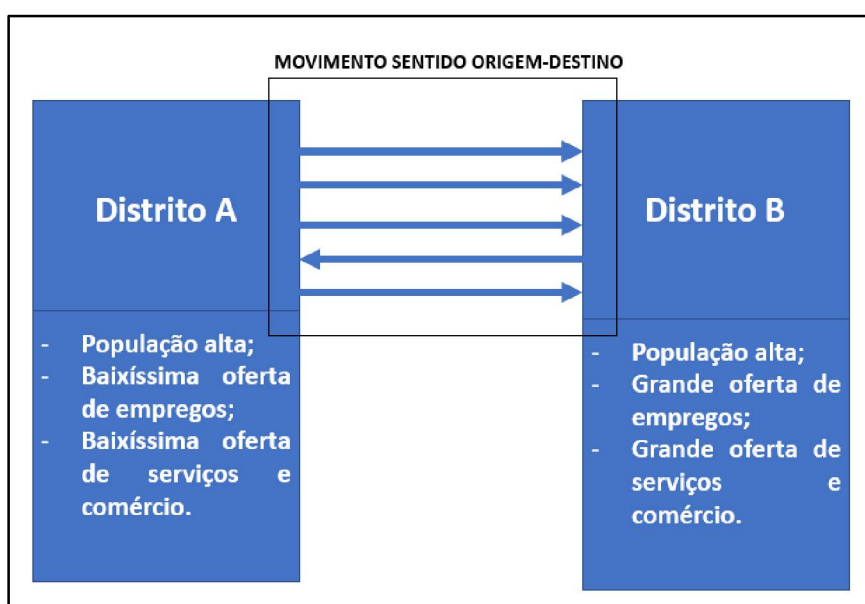 MOVIMENTO SENTIDO ORIGEM-DESTINO
Distrito A
- População alta;
- Baixíssima oferta
de empregos;
- Baixíssima oferta
de serviços e
comércio.
Distrito B
- População alta;
- Grande oferta de
empregos;
- Grande oferta de
serviços e
comércio.